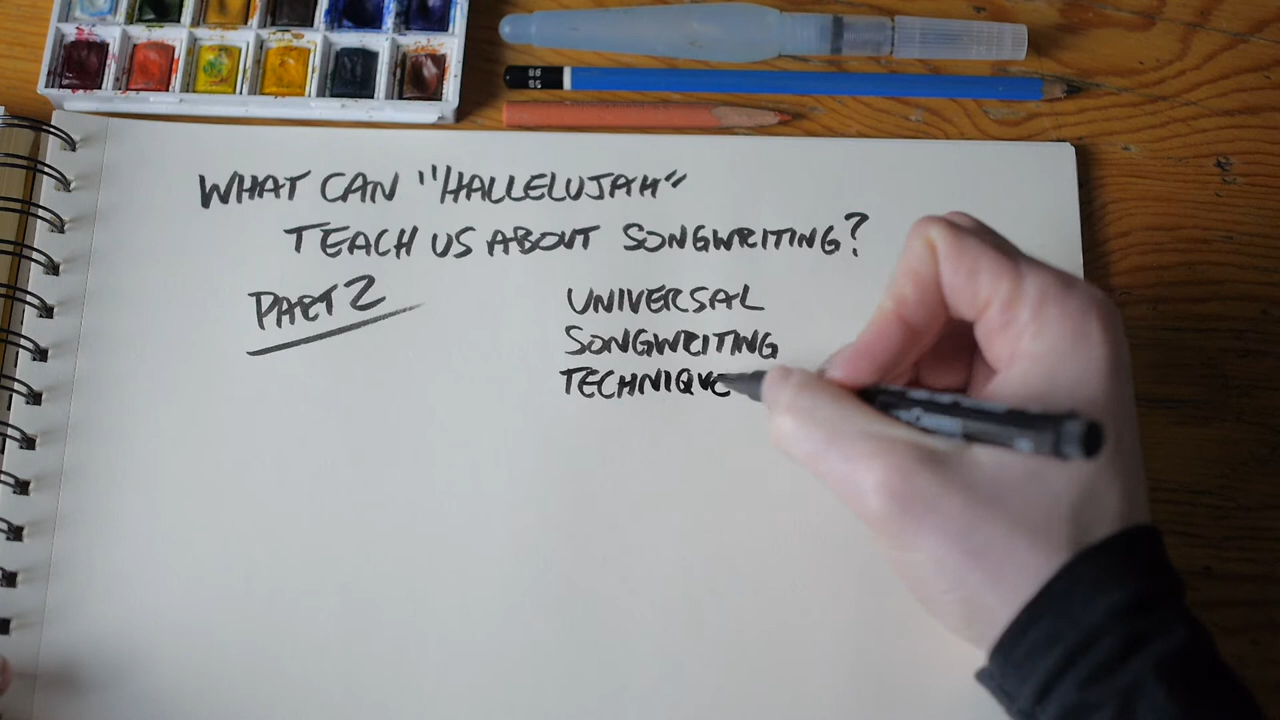 WHAT CAN "HALLELUJAH"
TEACH US ABOUT SONGWRITING?
PART 2
UNIVERSAL
SONGWRITING
TECHNIQUE